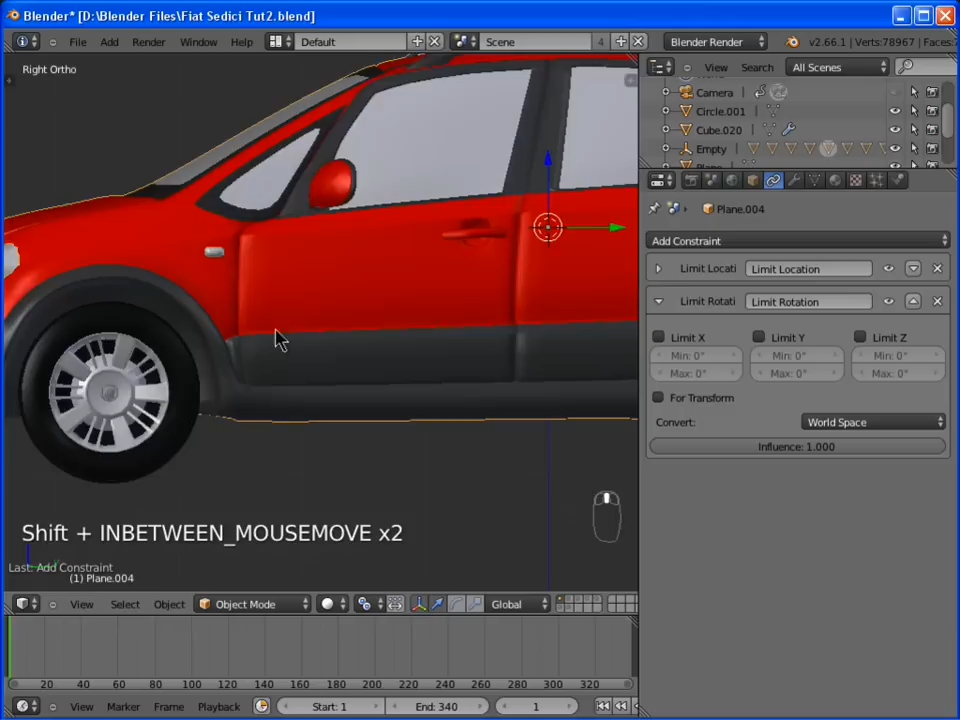 Blender* [D:\Blender Files\Fiat Sedici Tut2.blend]
File Add Render Window Help Default Scene 4 Blender Render v2.66.1 | Verts:78967 | Faces:7
Right Ortho
View Search All Scenes
Camera
Circle.001
Cube.020
Empty
Plane.004
Add Constraint
Limit Locati Limit Location
Limit Rotati Limit Rotation
Limit X Limit Y Limit Z
Min: 0° Min: 0° Min: 0°
Max: 0° Max: 0° Max: 0°
For Transform
Convert: World Space
Influence: 1.000
Shift + INBETWEEN_MOUSEMOVE x2
Last: Add Constraint
(1) Plane.004
View Select Object Object Mode Global
20 40 60 80 100 120 140 160 180 200 220 240 260 280 300 320
View Marker Frame Playback Start: 1 End: 340 1